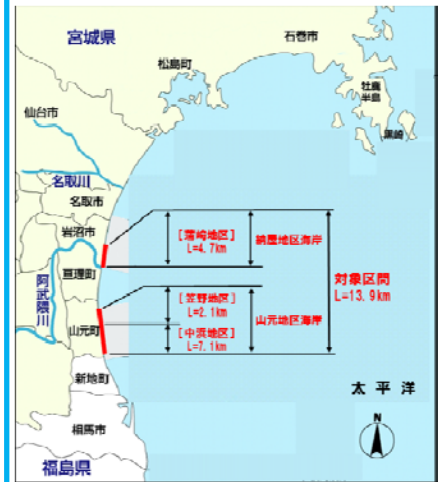 宮城県
石巻市
松島町
牡鹿
半島
黒崎
仙台市
名取川
名取市
岩沼市
[蒲崎地区]
L=4.7km
納屋地区海岸
亘理町
対象区間
L=13.9km
阿武隈川
[笠野地区]
L=2.1km
山元地区海岸
山元町
[中浜地区]
L=7.1km
新地町
太平洋
N
相馬市
福島県